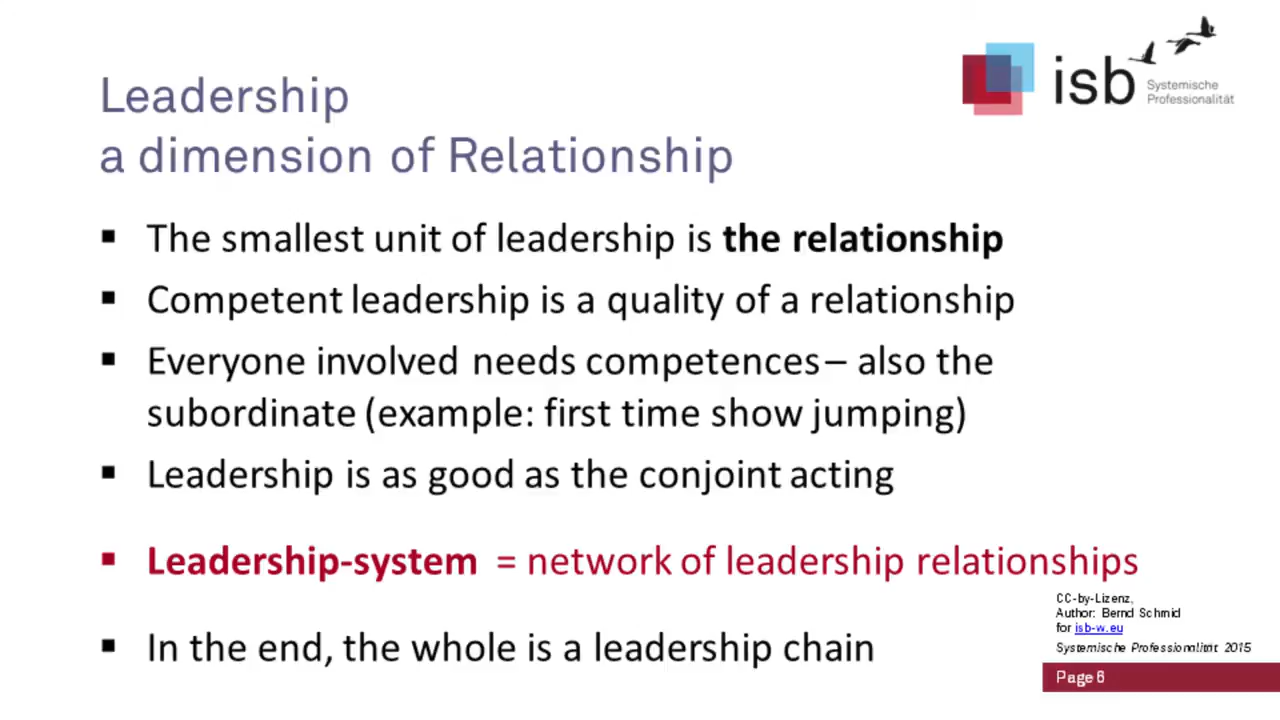 Leadership
a dimension of Relationship
isb
Systemische
Professionalität
▪ The smallest unit of leadership is the relationship
▪ Competent leadership is a quality of a relationship
▪ Everyone involved needs competences – also the
subordinate (example: first time show jumping)
▪ Leadership is as good as the conjoint acting
▪ Leadership-system = network of leadership relationships
▪ In the end, the whole is a leadership chain
CC-by-Lizenz,
Author: Bernd Schmid
for isb-w.eu
Systemische Professionalität 2015
Page 6